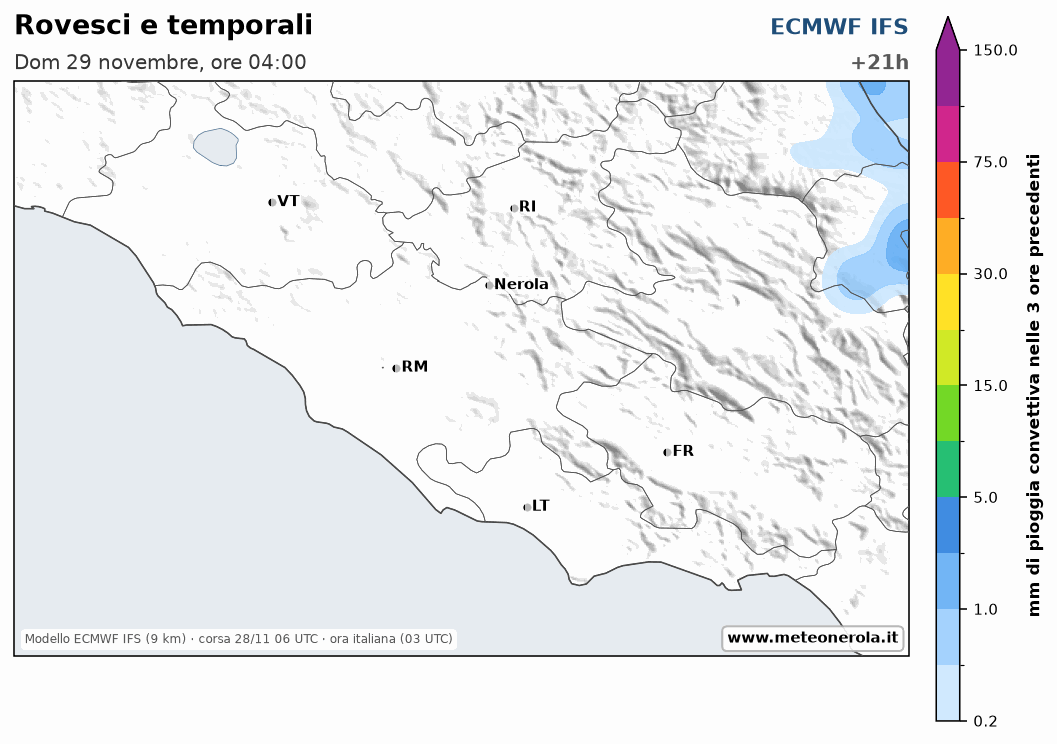 Rovesci e temporali
ECMWF IFS
Dom 29 novembre, ore 04:00
+21h
150.0
75.0
30.0
15.0
5.0
1.0
0.2
mm di pioggia convettiva nelle 3 ore precedenti
VT
RI
Nerola
RM
FR
LT
Modello ECMWF IFS (9 km) · corsa 28/11 06 UTC · ora italiana (03 UTC)
www.meteonerola.it